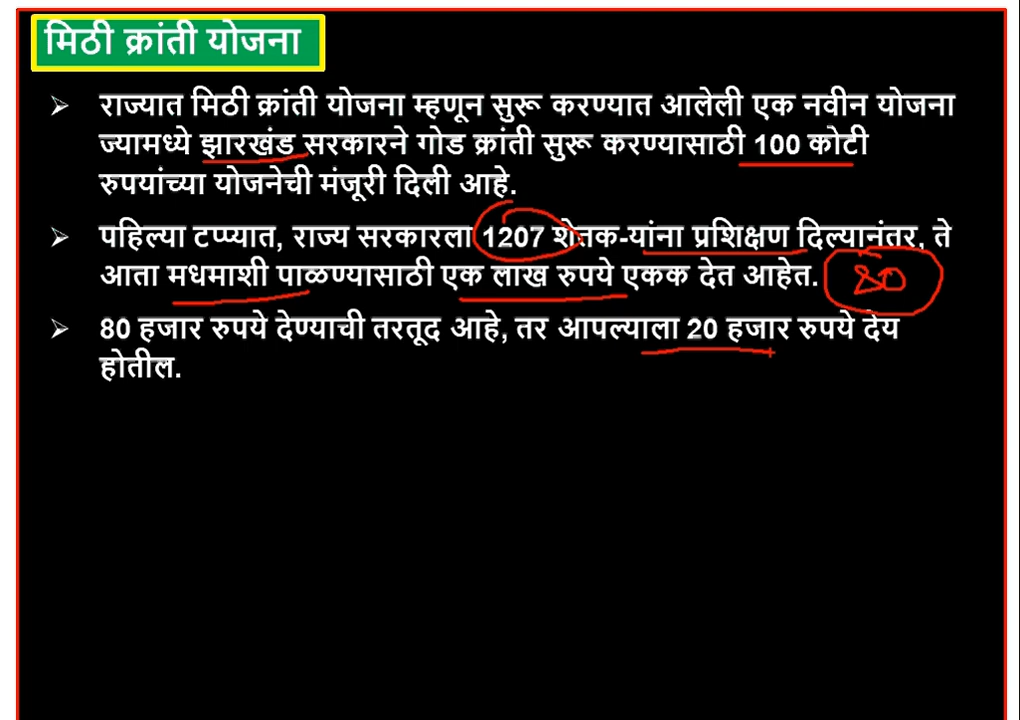 मिठी क्रांती योजना
➢ राज्यात मिठी क्रांती योजना म्हणून सुरू करण्यात आलेली एक नवीन योजना
ज्यामध्ये झारखंड सरकारने गोड क्रांती सुरू करण्यासाठी 100 कोटी
रुपयांच्या योजनेची मंजूरी दिली आहे.
➢ पहिल्या टप्प्यात, राज्य सरकारला 1207 शेतक-यांना प्रशिक्षण दिल्यानंतर, ते
आता मधमाशी पाळण्यासाठी एक लाख रुपये एकक देत आहेत. 80
➢ 80 हजार रुपये देण्याची तरतूद आहे, तर आपल्याला 20 हजार रुपये देय
होतील.